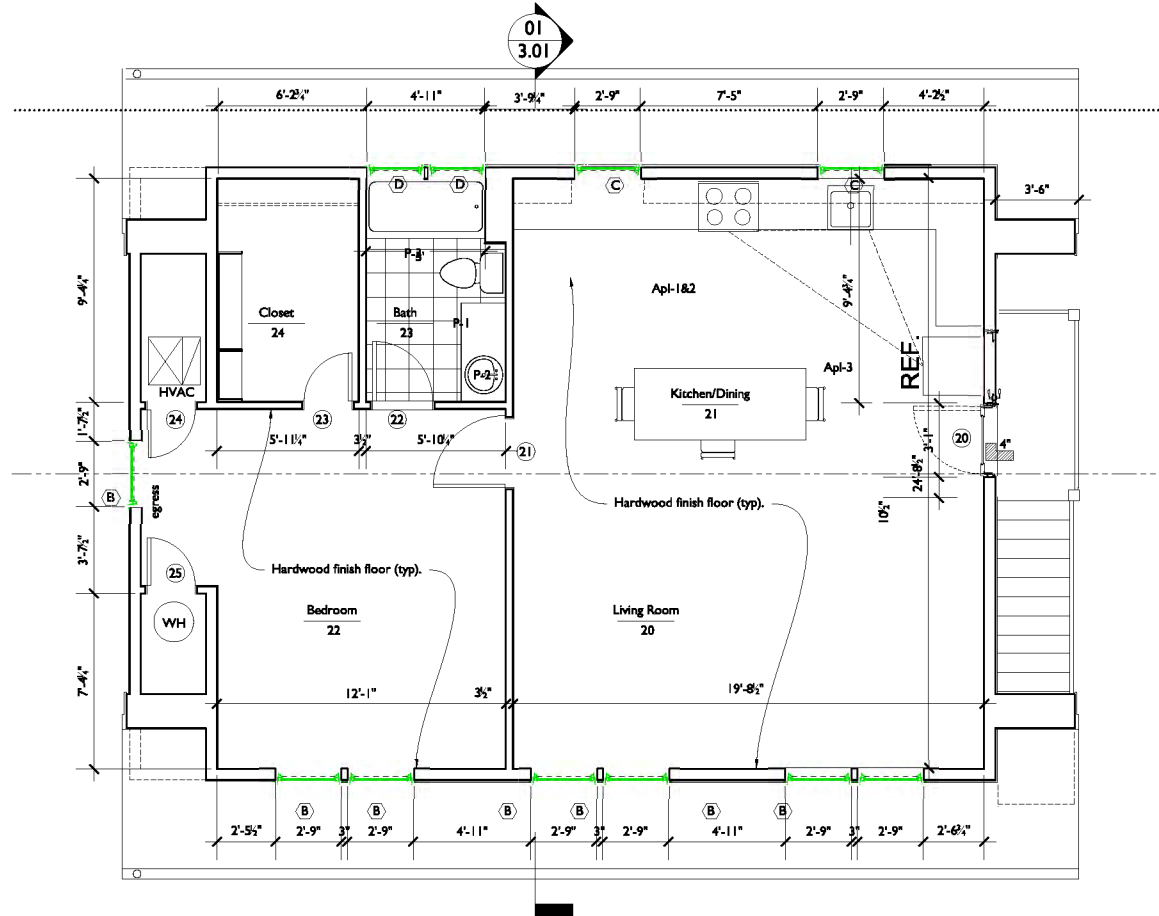 01
3.01
6'-2¾"
4'-11"
3'-9¼"
2'-9"
7'-5"
2'-9"
4'-2½"
D
D
C
C
3'-6"
9'-4¼"
Closet
24
Bath
23
P-1
P-2
Apl-1&2
9'-4¾"
Apl-3
REF.
HVAC
Kitchen/Dining
21
24
23
22
21
20
1'-7½"
5'-11¼"
3½"
5'-10¼"
3'-1"
4"
24'-8½"
10½"
2'-9"
B
egress
Hardwood finish floor (typ).
3'-7½"
25
Hardwood finish floor (typ).
WH
Bedroom
22
Living Room
20
7'-4¼"
12'-1"
3½"
19'-8½"
B
B
B
B
B
B
2'-5½"
2'-9"
3"
2'-9"
4'-11"
2'-9"
3"
2'-9"
4'-11"
2'-9"
3"
2'-9"
2'-6¾"